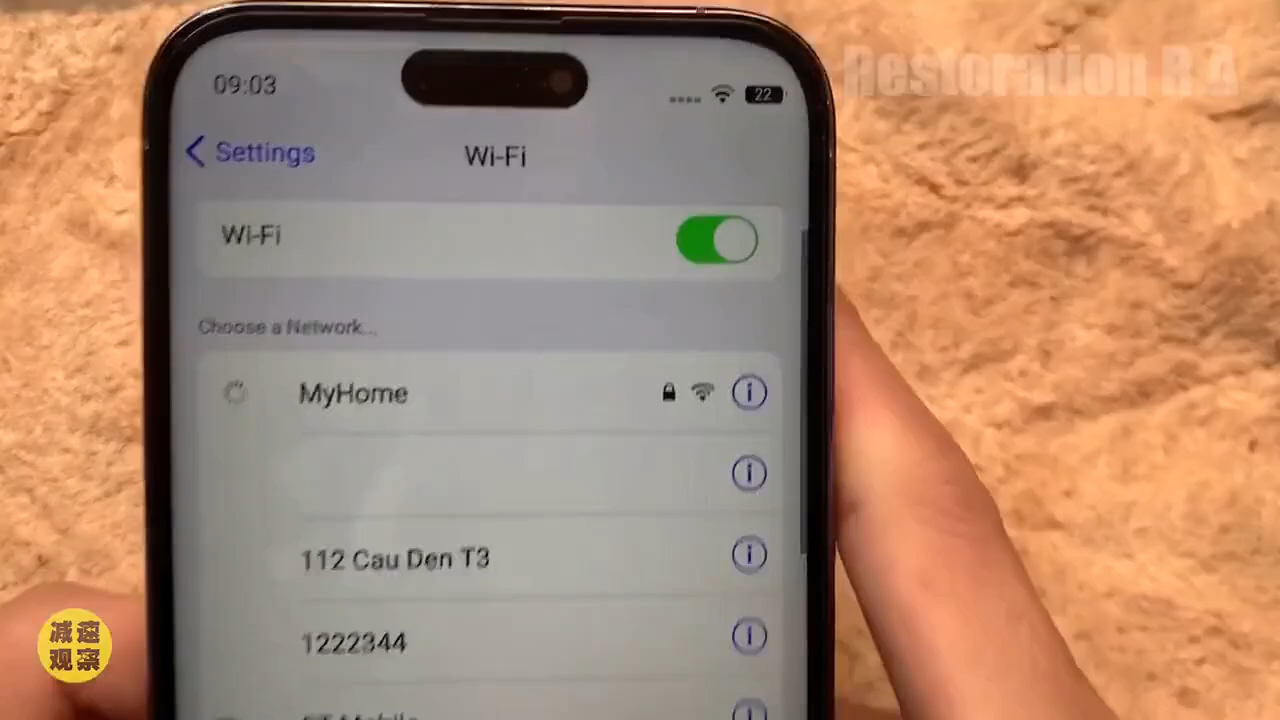 Restoration R A
09:03
22
Settings
Wi-Fi
Wi-Fi
Choose a Network...
MyHome
112 Cau Den T3
1222344
减速
观察